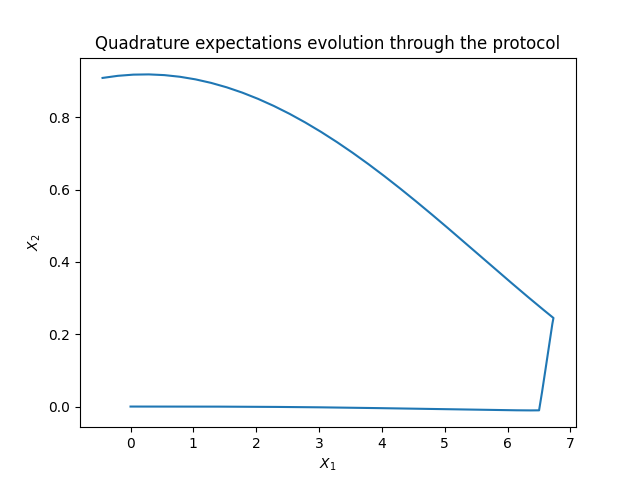 Quadrature expectations evolution through the protocol
0.8
0.6
0.4
0.2
0.0
X₂
0 1 2 3 4 5 6 7
X₁